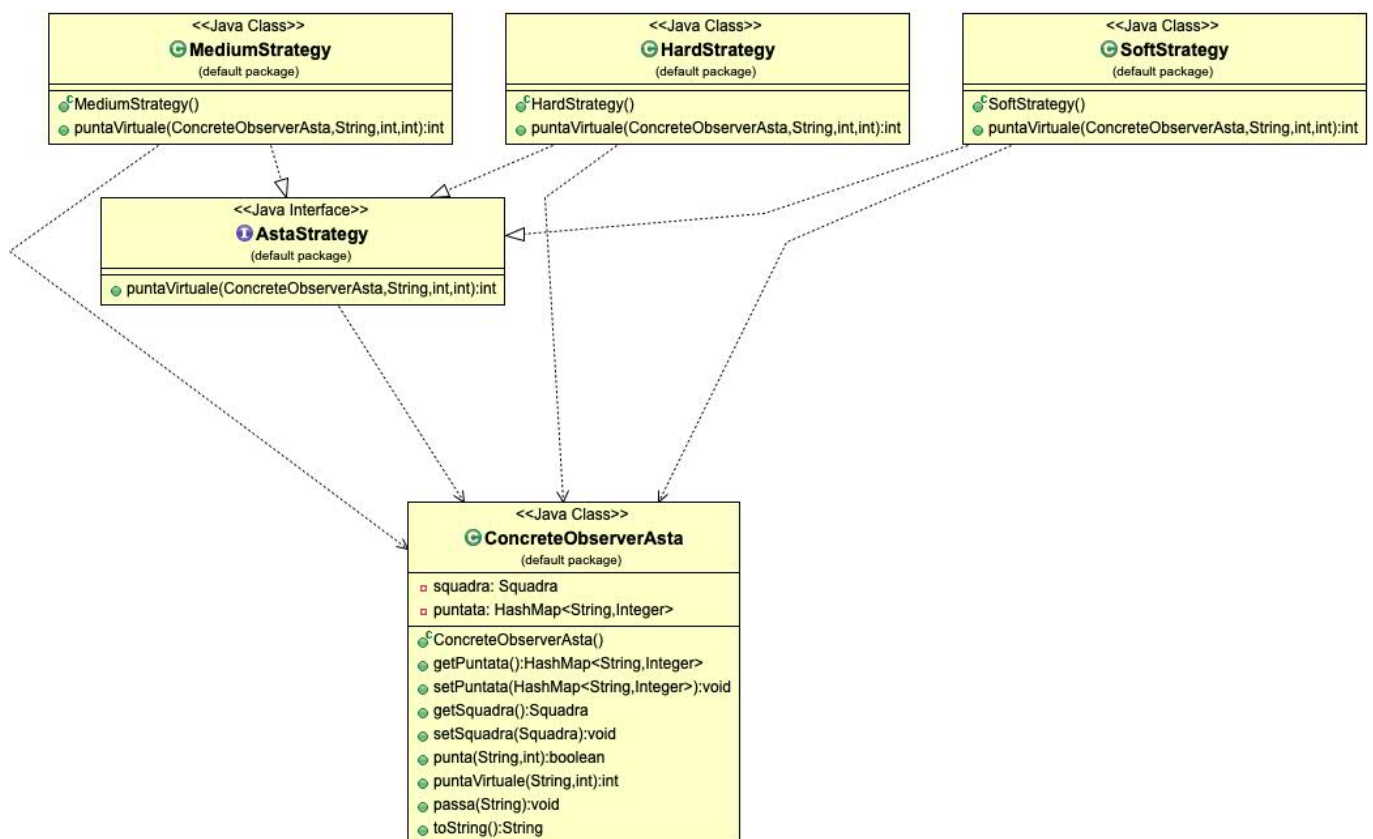 <<Java Class>>
MediumStrategy
(default package)
MediumStrategy()
puntaVirtuale(ConcreteObserverAsta,String,int,int):int
<<Java Class>>
HardStrategy
(default package)
HardStrategy()
puntaVirtuale(ConcreteObserverAsta,String,int,int):int
<<Java Class>>
SoftStrategy
(default package)
SoftStrategy()
puntaVirtuale(ConcreteObserverAsta,String,int,int):int
<<Java Interface>>
AstaStrategy
(default package)
puntaVirtuale(ConcreteObserverAsta,String,int,int):int
<<Java Class>>
ConcreteObserverAsta
(default package)
squadra: Squadra
puntata: HashMap<String,Integer>
ConcreteObserverAsta()
getPuntata():HashMap<String,Integer>
setPuntata(HashMap<String,Integer>):void
getSquadra():Squadra
setSquadra(Squadra):void
punta(String,int):boolean
puntaVirtuale(String,int):int
passa(String):void
toString():String